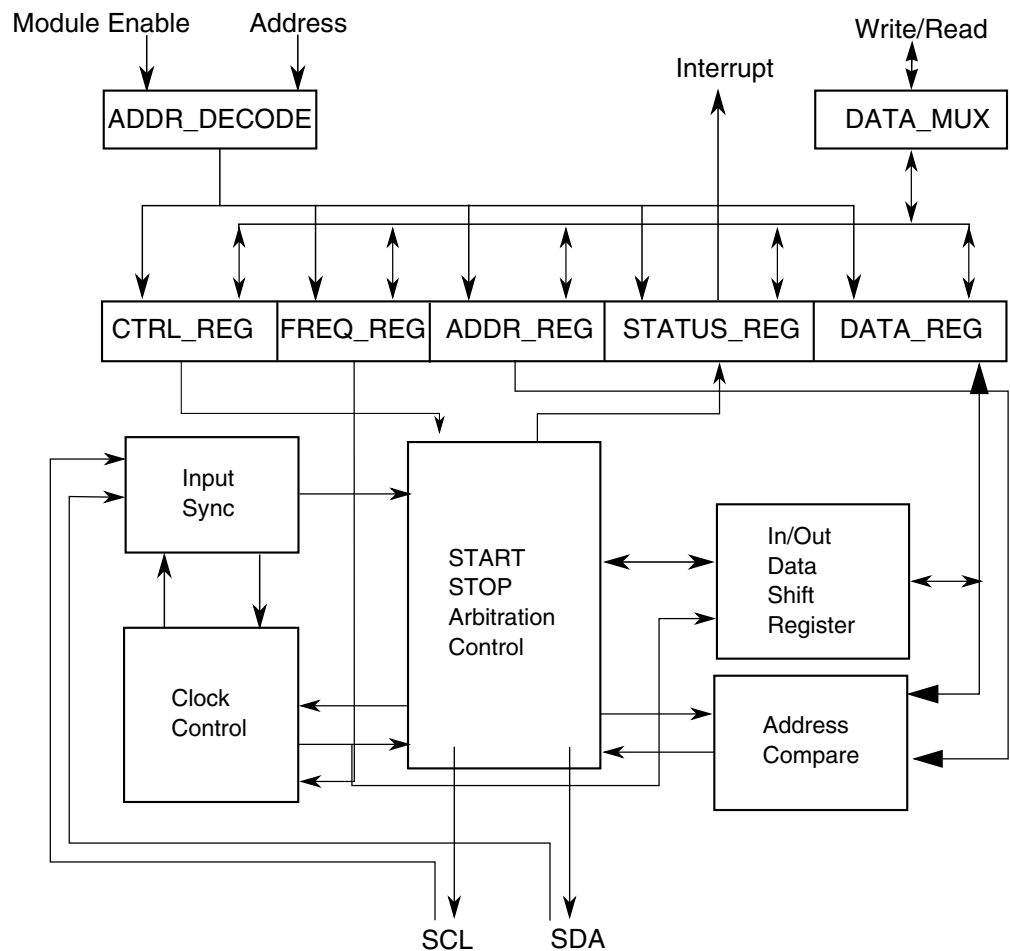 Module Enable
Address
Write/Read
Interrupt
ADDR_DECODE
DATA_MUX
CTRL_REG
FREQ_REG
ADDR_REG
STATUS_REG
DATA_REG
Input
Sync
START
STOP
Arbitration
Control
In/Out
Data
Shift
Register
Clock
Control
Address
Compare
SCL
SDA